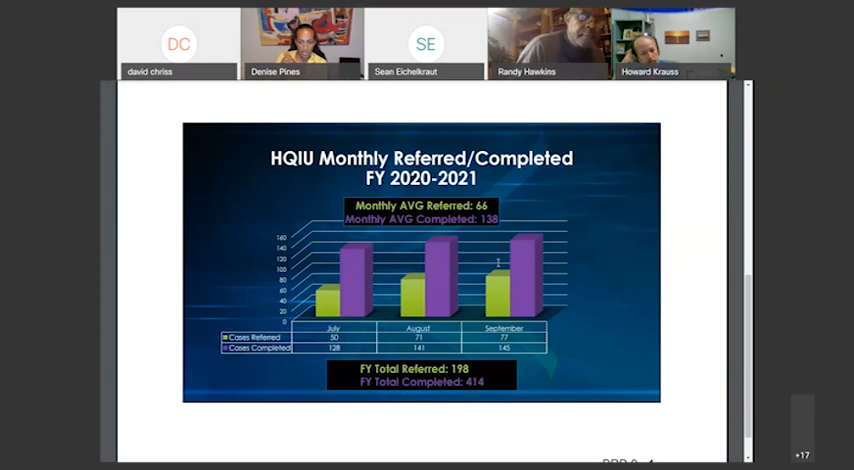 DC
SE
david chriss
Denise Pines
Sean Eichelkraut
Randy Hawkins
Howard Krauss
HQIU Monthly Referred/Completed
FY 2020-2021
Monthly AVG Referred: 66
Monthly AVG Completed: 138
160
140
120
100
80
60
40
20
0
July August September
Cases Referred 50 71 77
Cases Completed 128 141 145
FY Total Referred: 198
FY Total Completed: 414
+17